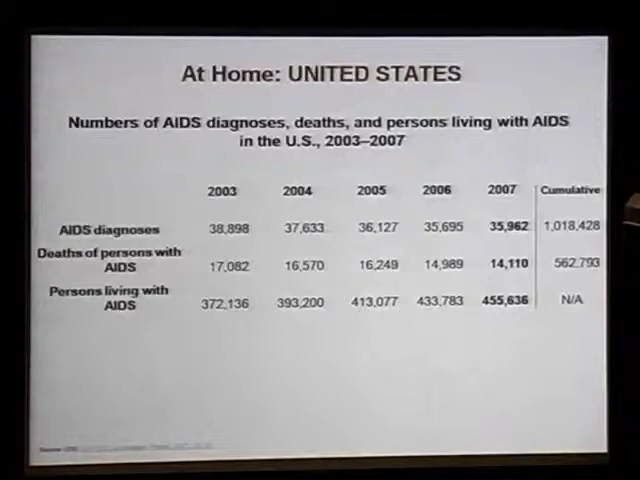 At Home: UNITED STATES
Numbers of AIDS diagnoses, deaths, and persons living with AIDS
in the U.S., 2003–2007
2003 2004 2005 2006 2007 Cumulative
AIDS diagnoses 38,898 37,633 36,127 35,695 35,962 1,018,428
Deaths of persons with
AIDS 17,082 16,570 16,249 14,989 14,110 562,793
Persons living with
AIDS 372,136 393,200 413,077 433,783 455,636 N/A